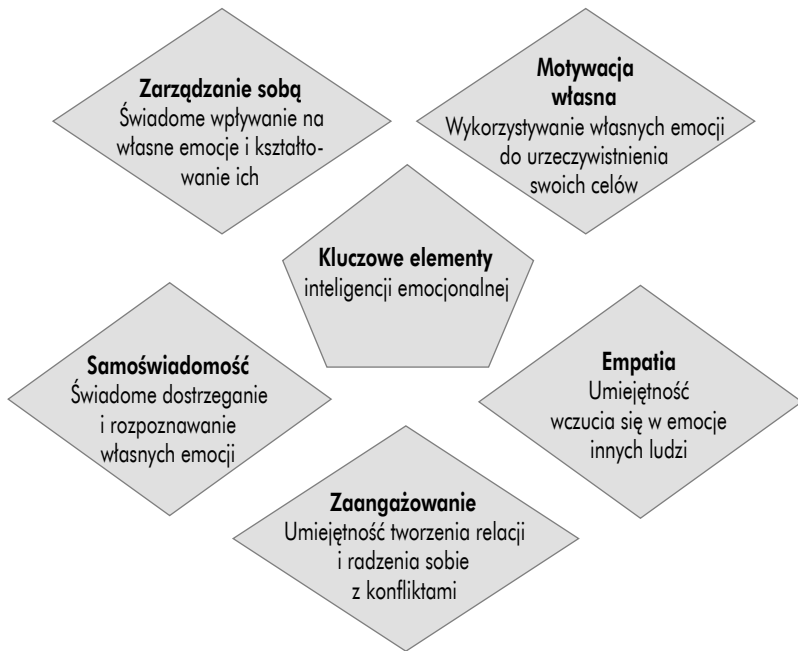 Zarządzanie sobą
Świadome wpływanie na
własne emocje i kształto-
wanie ich
Motywacja
własna
Wykorzystywanie własnych emocji
do urzeczywistnienia
swoich celów
Kluczowe elementy
inteligencji emocjonalnej
Samoświadomość
Świadome dostrzeganie
i rozpoznawanie
własnych emocji
Empatia
Umiejętność
wczucia się w emocje
innych ludzi
Zaangażowanie
Umiejętność tworzenia relacji
i radzenia sobie
z konfliktami